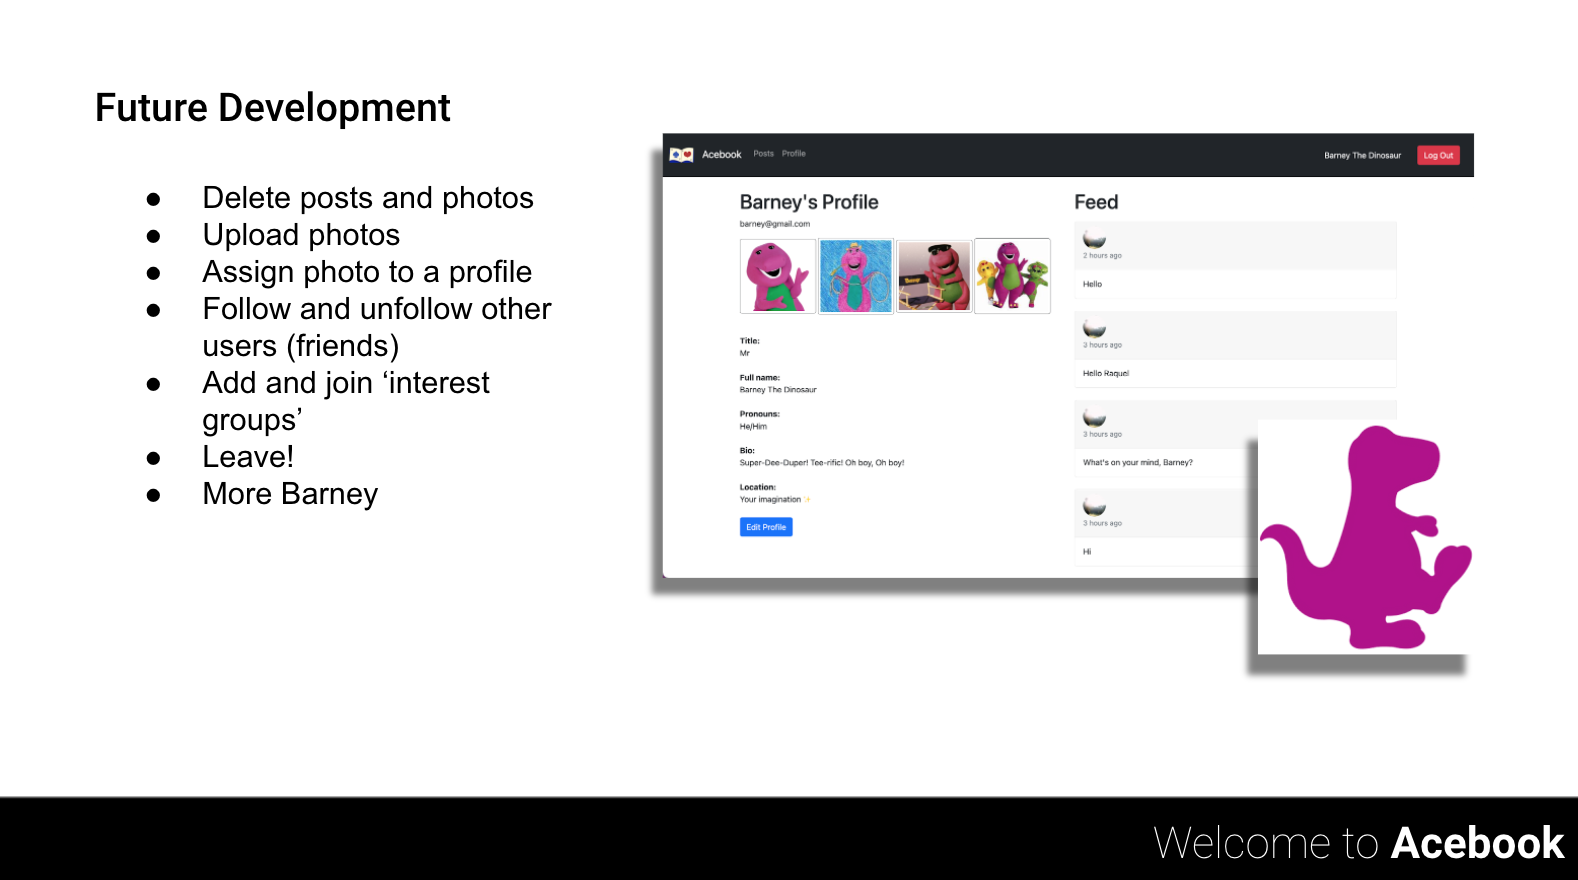 Future Development
● Delete posts and photos
● Upload photos
● Assign photo to a profile
● Follow and unfollow other
users (friends)
● Add and join ‘interest
groups’
● Leave!
● More Barney
Acebook Posts Profile
Barney The Dinosaur Log Out
Barney's Profile
barney@gmail.com
Title:
Mr
Full name:
Barney The Dinosaur
Pronouns:
He/Him
Bio:
Super-Dee-Duper! Tee-rific! Oh boy, Oh boy!
Location:
Your imagination ✨
Edit Profile
Feed
2 hours ago
Hello
3 hours ago
Hello Raquel
3 hours ago
What's on your mind, Barney?
3 hours ago
Hi
Welcome to Acebook